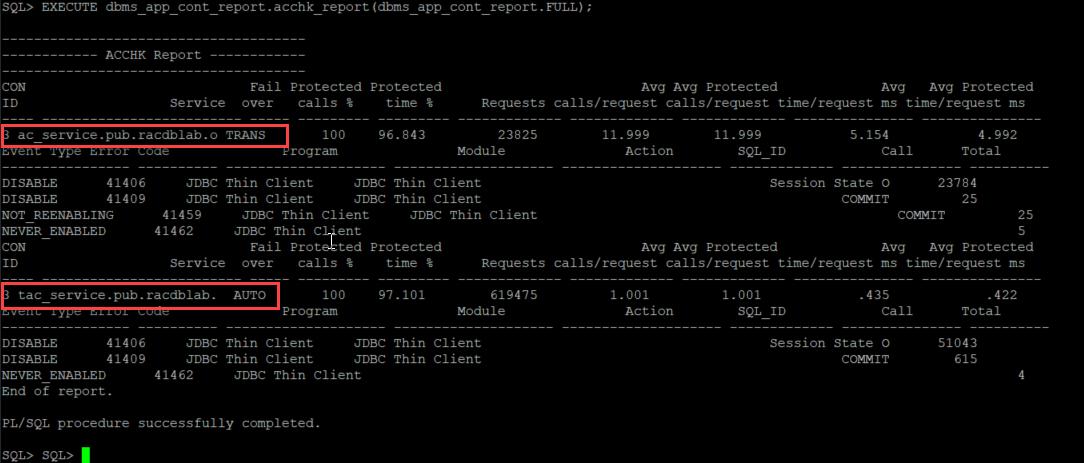 SQL> EXECUTE dbms_app_cont_report.acchk_report(dbms_app_cont_report.FULL);
--------------------------------------
------------ ACCHK Report ------------
--------------------------------------
CON Fail Protected Protected Avg Avg Protected Avg Avg Protected
ID Service over calls % time % Requests calls/request calls/request time/request ms time/request ms
---- -------------------- ----- --------- --------- ---------- ------------- ------------- --------------- ---------------
3 ac_service.pub.racdblab.o TRANS 100 96.843 23825 11.999 11.999 5.154 4.992
Event Type Error Code Program Module Action SQL_ID Call Total
---------------- ---------- -------------------- -------------------- -------------------- --------------- --------------- ----------
DISABLE 41406 JDBC Thin Client JDBC Thin Client Session State O 23784
DISABLE 41409 JDBC Thin Client JDBC Thin Client COMMIT 25
NOT_REENABLING 41459 JDBC Thin Client JDBC Thin Client COMMIT 25
NEVER_ENABLED 41462 JDBC Thin Client 5
CON Fail Protected Protected Avg Avg Protected Avg Avg Protected
ID Service over calls % time % Requests calls/request calls/request time/request ms time/request ms
---- -------------------- ----- --------- --------- ---------- ------------- ------------- --------------- ---------------
3 tac_service.pub.racdblab. AUTO 100 97.101 619475 1.001 1.001 .435 .422
Event Type Error Code Program Module Action SQL_ID Call Total
---------------- ---------- -------------------- -------------------- -------------------- --------------- --------------- ----------
DISABLE 41406 JDBC Thin Client JDBC Thin Client Session State O 51043
DISABLE 41409 JDBC Thin Client JDBC Thin Client COMMIT 615
NEVER_ENABLED 41462 JDBC Thin Client 4
End of report.
PL/SQL procedure successfully completed.
SQL> SQL>